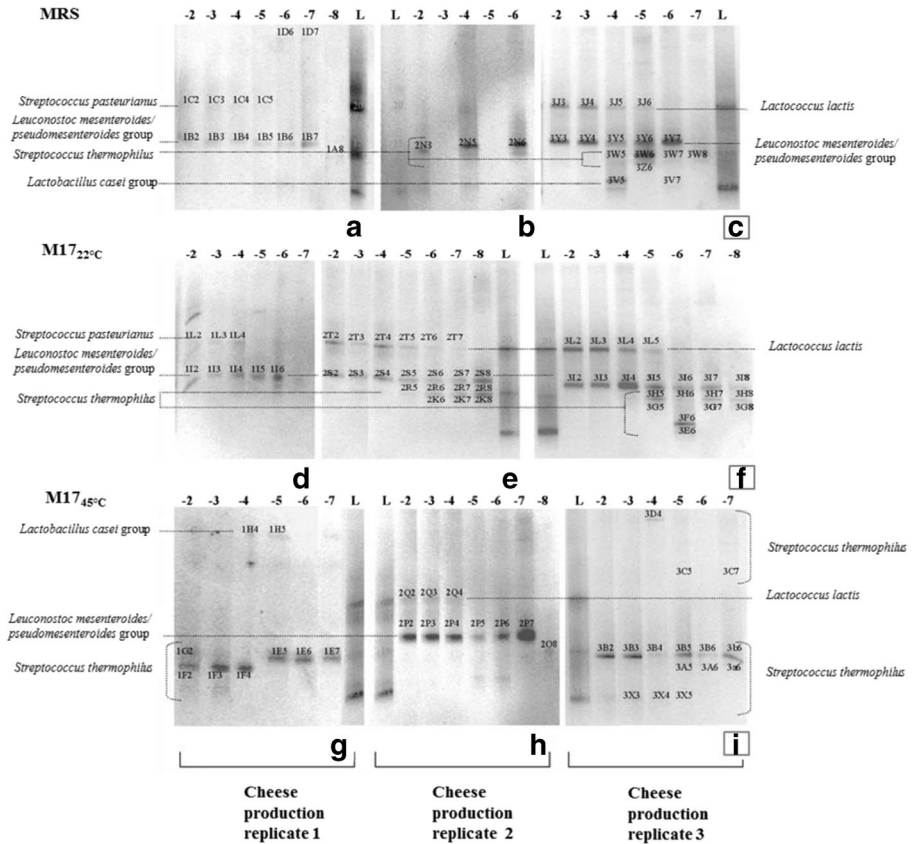 MRS
-2 -3 -4 -5 -6 -7 -8 L
L -2 -3 -4 -5 -6
-2 -3 -4 -5 -6 -7 L
1D6 1D7
Streptococcus pasteurianus
1C2 1C3 1C4 1C5
3J3 3J4 3J5 3J6
Lactococcus lactis
Leuconostoc mesenteroides/
pseudomesenteroides group
1B2 1B3 1B4 1B5 1B6 1B7
1A8
2N3 2N5 2N6
3Y3 3Y4 3Y5 3Y6 3Y7
Leuconostoc mesenteroides/
pseudomesenteroides group
Streptococcus thermophilus
3W5 3W6 3W7 3W8
3Z6
Lactobacillus casei group
3V5 3V7
a b c
M17 22°C
-2 -3 -4 -5 -6 -7
-2 -3 -4 -5 -6 -7 -8 L
L -2 -3 -4 -5 -6 -7 -8
Streptococcus pasteurianus
1L2 1L3 1L4
2T2 2T3 2T4 2T5 2T6 2T7
3L2 3L3 3L4 3L5
Lactococcus lactis
Leuconostoc mesenteroides/
pseudomesenteroides group
1I2 1I3 1I4 1I5 1I6
2S2 2S3 2S4 2S5 2S6 2S7 2S8
3I2 3I3 3I4 3I5 3I6 3I7 3I8
2R5 2R6 2R7 2R8
3H5 3H6 3H7 3H8
Streptococcus thermophilus
2K6 2K7 2K8
3G5 3G7 3G8
3F6
3E6
d e f
M17 45°C
-2 -3 -4 -5 -6 -7 L
L -2 -3 -4 -5 -6 -7 -8
L -2 -3 -4 -5 -6 -7
Lactobacillus casei group
1H4 1H5
3D4
Streptococcus thermophilus
3C5 3C7
2Q2 2Q3 2Q4
Lactococcus lactis
Leuconostoc mesenteroides/
pseudomesenteroides group
2P2 2P3 2P4 2P5 2P6 2P7
2O8
1G2 1E5 1E6 1E7
3B2 3B3 3B4 3B5 3B6
Streptococcus thermophilus
1F2 1F3 1F4
3A5 3A6
Streptococcus thermophilus
3X3 3X4 3X5
g h i
Cheese
production
replicate 1
Cheese
production
replicate 2
Cheese
production
replicate 3